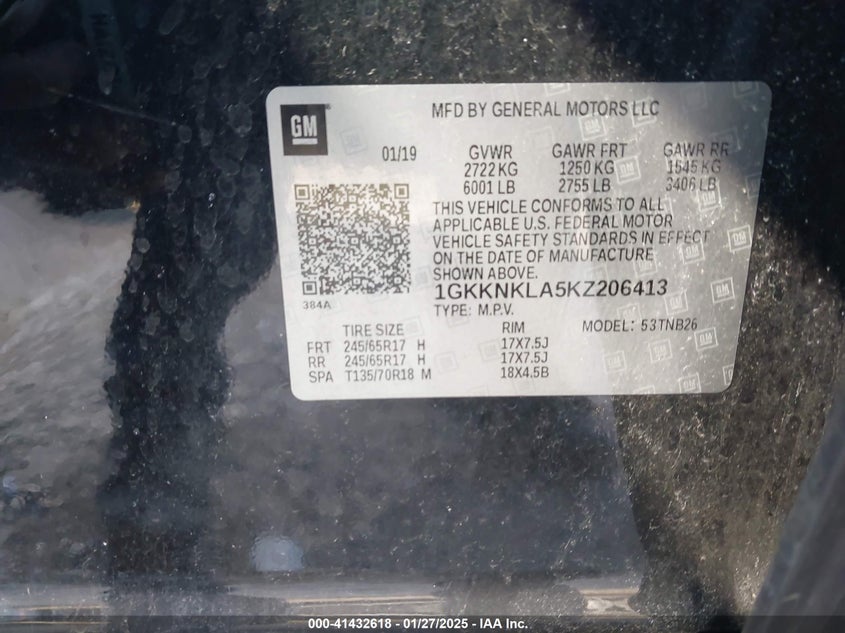 GM
MFD BY GENERAL MOTORS LLC
01/19 GVWR GAWR FRT GAWR RR
2722 KG 1250 KG 1545 KG
6001 LB 2755 LB 3406 LB
THIS VEHICLE CONFORMS TO ALL
APPLICABLE U.S. FEDERAL MOTOR
VEHICLE SAFETY STANDARDS IN EFFECT
ON THE DATE OF MANUFACTURE
SHOWN ABOVE.
384A
1GKKNKLA5KZ206413
TYPE: M.P.V. MODEL: 53TNB26
TIRE SIZE RIM
FRT 245/65R17 H 17X7.5J
RR 245/65R17 H 17X7.5J
SPA T135/70R18 M 18X4.5B
000-41432618 - 01/27/2025 - IAA Inc.